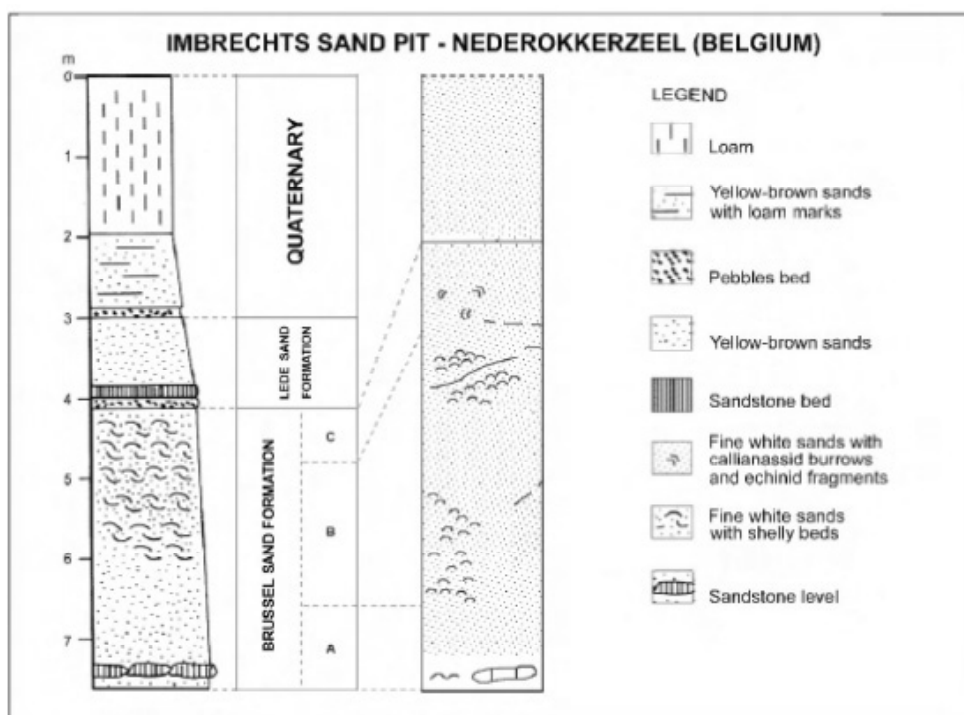 IMBRECHTS SAND PIT - NEDEROKKERZEEL (BELGIUM)
m
0
1
2
3
4
5
6
7
QUATERNARY
LEDE SAND
FORMATION
BRUSSEL SAND FORMATION
C
B
A
LEGEND
Loam
Yellow-brown sands
with loam marks
Pebbles bed
Yellow-brown sands
Sandstone bed
Fine white sands with
callianassid burrows
and echinid fragments
Fine white sands
with shelly beds
Sandstone level